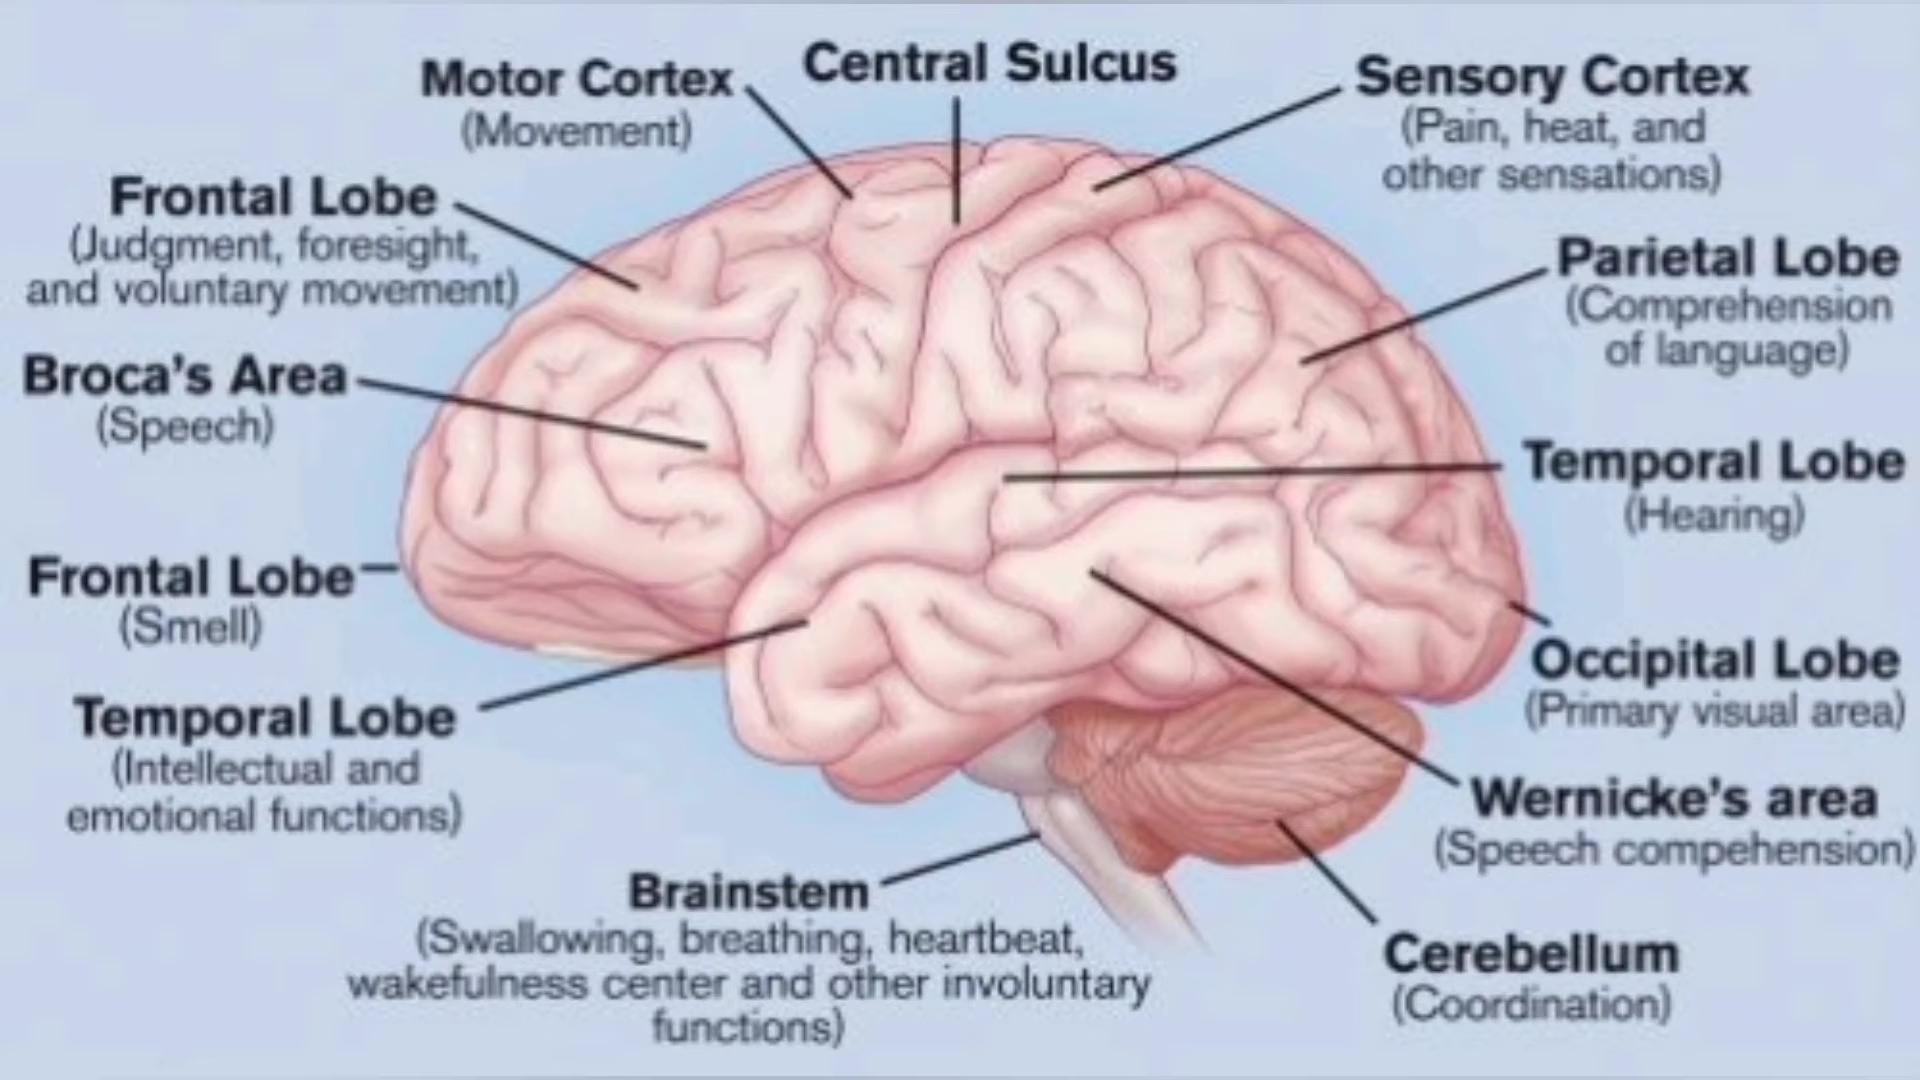 Central Sulcus
Motor Cortex
(Movement)
Sensory Cortex
(Pain, heat, and
other sensations)
Frontal Lobe
(Judgment, foresight,
and voluntary movement)
Parietal Lobe
(Comprehension
of language)
Broca's Area
(Speech)
Temporal Lobe
(Hearing)
Frontal Lobe
(Smell)
Occipital Lobe
(Primary visual area)
Temporal Lobe
(Intellectual and
emotional functions)
Wernicke's area
(Speech compehension)
Brainstem
(Swallowing, breathing, heartbeat,
wakefulness center and other involuntary
functions)
Cerebellum
(Coordination)